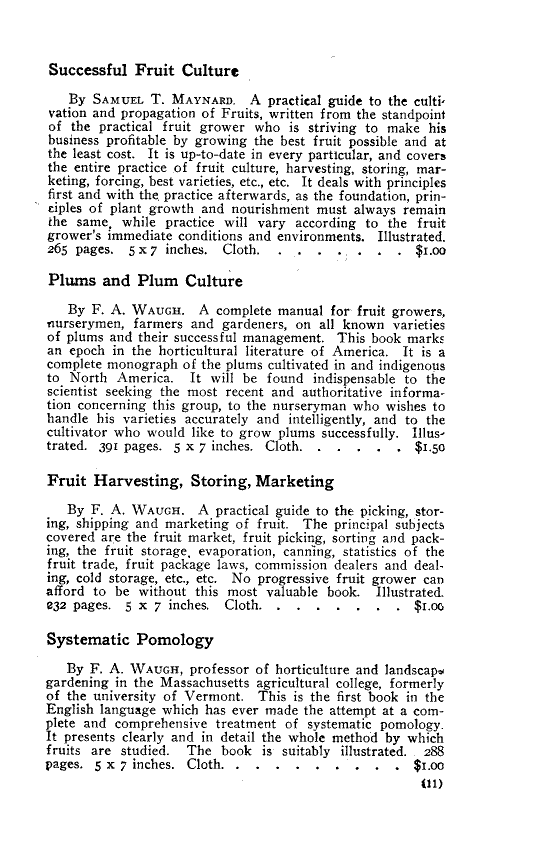 Successful Fruit Culture
By SAMUEL T. MAYNARD. A practical guide to the culti-
vation and propagation of Fruits, written from the standpoint
of the practical fruit grower who is striving to make his
business profitable by growing the best fruit possible and at
the least cost. It is up-to-date in every particular, and covers
the entire practice of fruit culture, harvesting, storing, mar-
keting, forcing, best varieties, etc., etc. It deals with principles
first and with the practice afterwards, as the foundation, prin-
ciples of plant growth and nourishment must always remain
the same, while practice will vary according to the fruit
grower's immediate conditions and environments. Illustrated.
265 pages. 5 x 7 inches. Cloth. . . . . . . . $1.00
Plums and Plum Culture
By F. A. WAUGH. A complete manual for fruit growers,
nurserymen, farmers and gardeners, on all known varieties
of plums and their successful management. This book marks
an epoch in the horticultural literature of America. It is a
complete monograph of the plums cultivated in and indigenous
to North America. It will be found indispensable to the
scientist seeking the most recent and authoritative informa-
tion concerning this group, to the nurseryman who wishes to
handle his varieties accurately and intelligently, and to the
cultivator who would like to grow plums successfully. Illus-
trated. 391 pages. 5 x 7 inches. Cloth. . . . . . $1.50
Fruit Harvesting, Storing, Marketing
By F. A. WAUGH. A practical guide to the picking, stor-
ing, shipping and marketing of fruit. The principal subjects
covered are the fruit market, fruit picking, sorting and pack-
ing, the fruit storage, evaporation, canning, statistics of the
fruit trade, fruit package laws, commission dealers and deal-
ing, cold storage, etc., etc. No progressive fruit grower can
afford to be without this most valuable book. Illustrated.
232 pages. 5 x 7 inches. Cloth. . . . . . . . $1.00
Systematic Pomology
By F. A. WAUGH, professor of horticulture and landscape
gardening in the Massachusetts agricultural college, formerly
of the university of Vermont. This is the first book in the
English language which has ever made the attempt at a com-
plete and comprehensive treatment of systematic pomology.
It presents clearly and in detail the whole method by which
fruits are studied. The book is suitably illustrated. 288
pages. 5 x 7 inches. Cloth. . . . . . . . . . $1.00
(11)